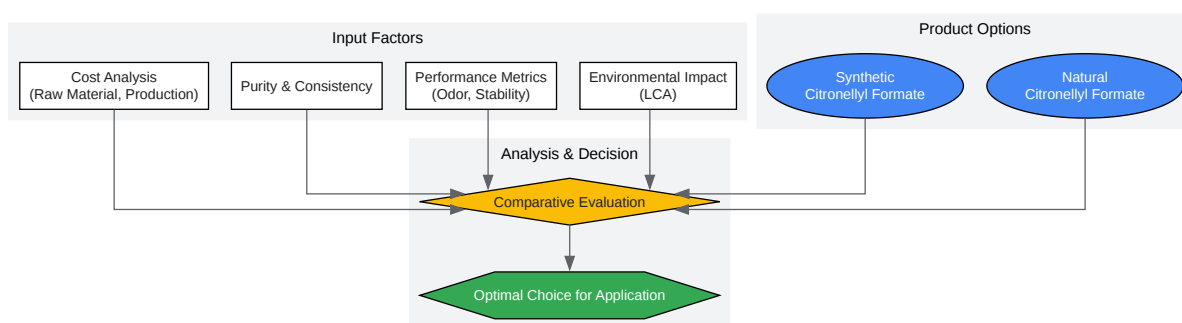 Input Factors
Product Options
Cost Analysis
(Raw Material, Production)
Purity & Consistency
Performance Metrics
(Odor, Stability)
Environmental Impact
(LCA)
Synthetic
Citronellyl Formate
Natural
Citronellyl Formate
Analysis & Decision
Comparative Evaluation
Optimal Choice for Application